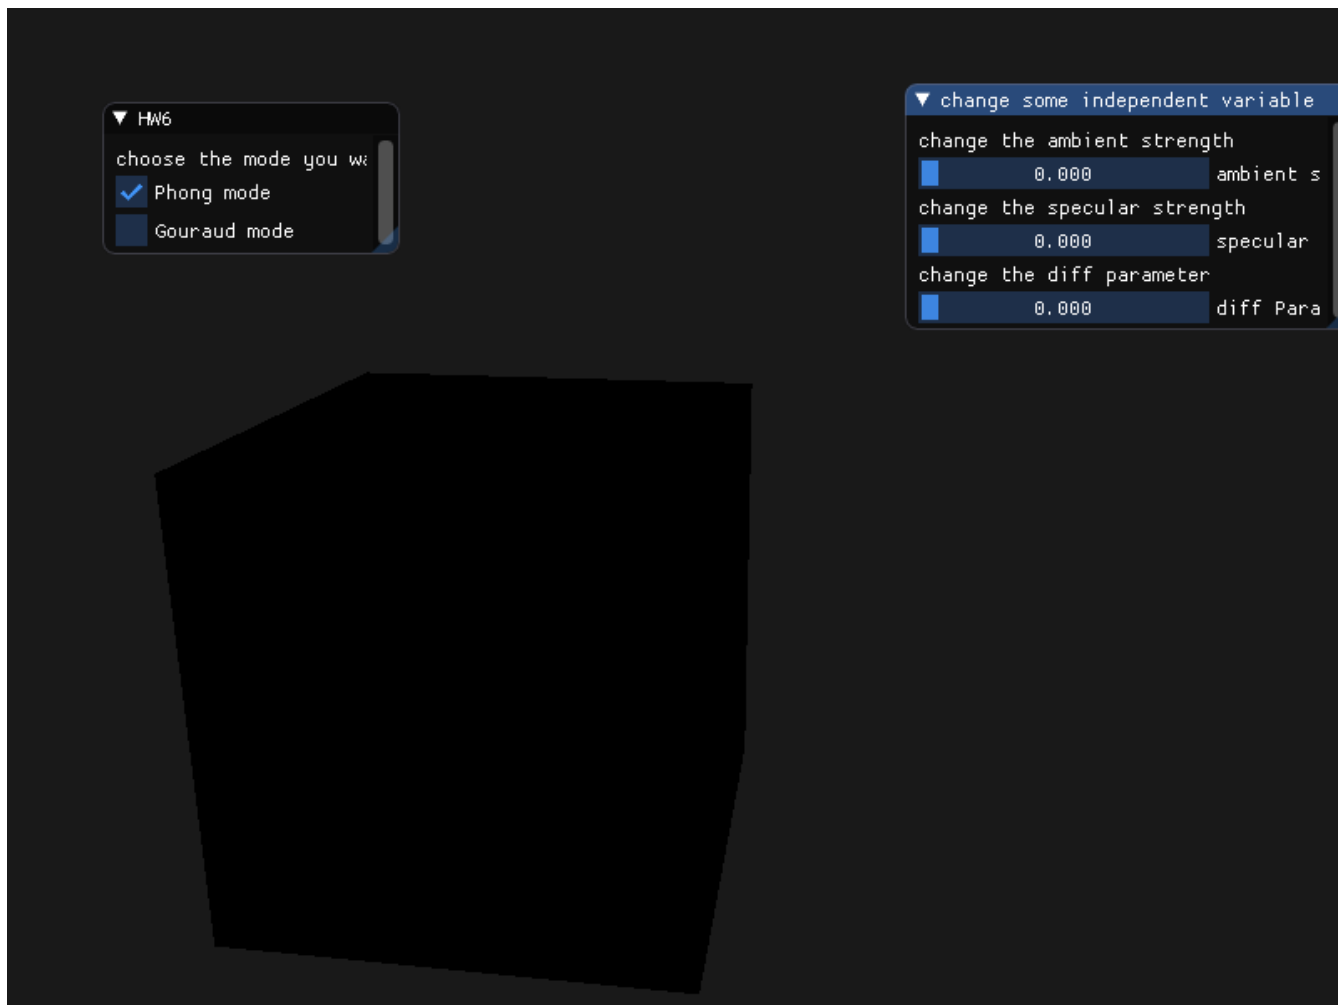 HW6
choose the mode you wa
Phong mode
Gouraud mode
change some independent variable
change the ambient strength
0.000 ambient s
change the specular strength
0.000 specular
change the diff parameter
0.000 diff Para